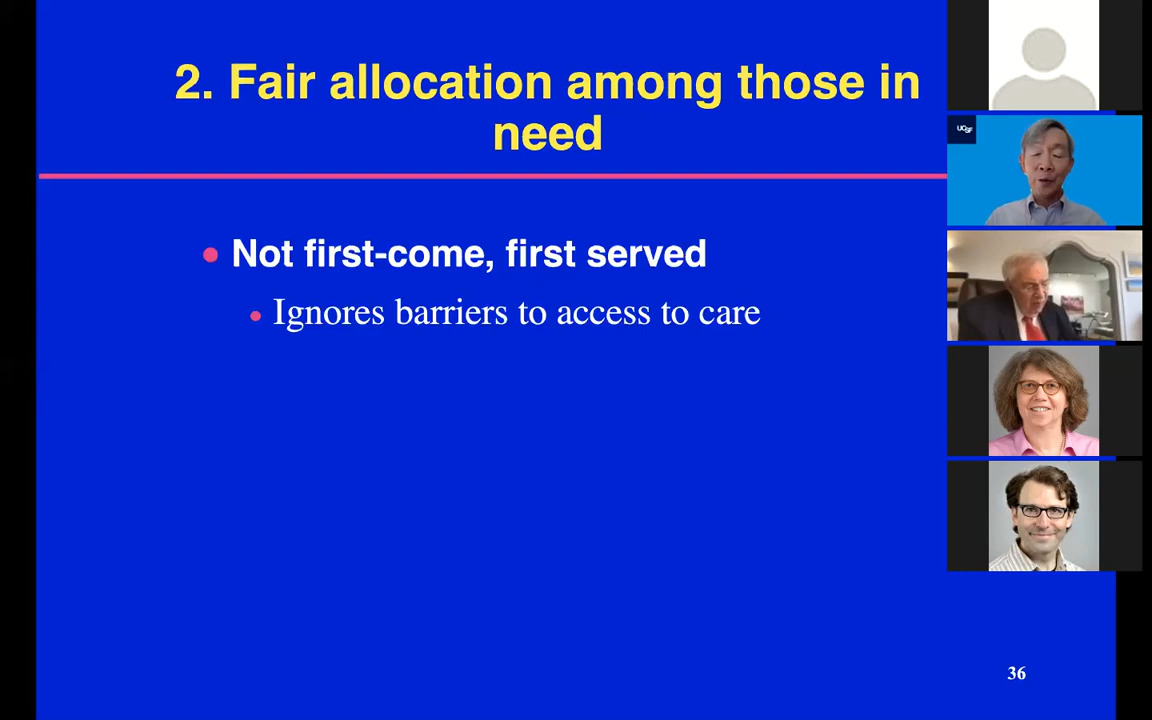 2. Fair allocation among those in
need
Not first-come, first served
Ignores barriers to access to care
36
UCSF